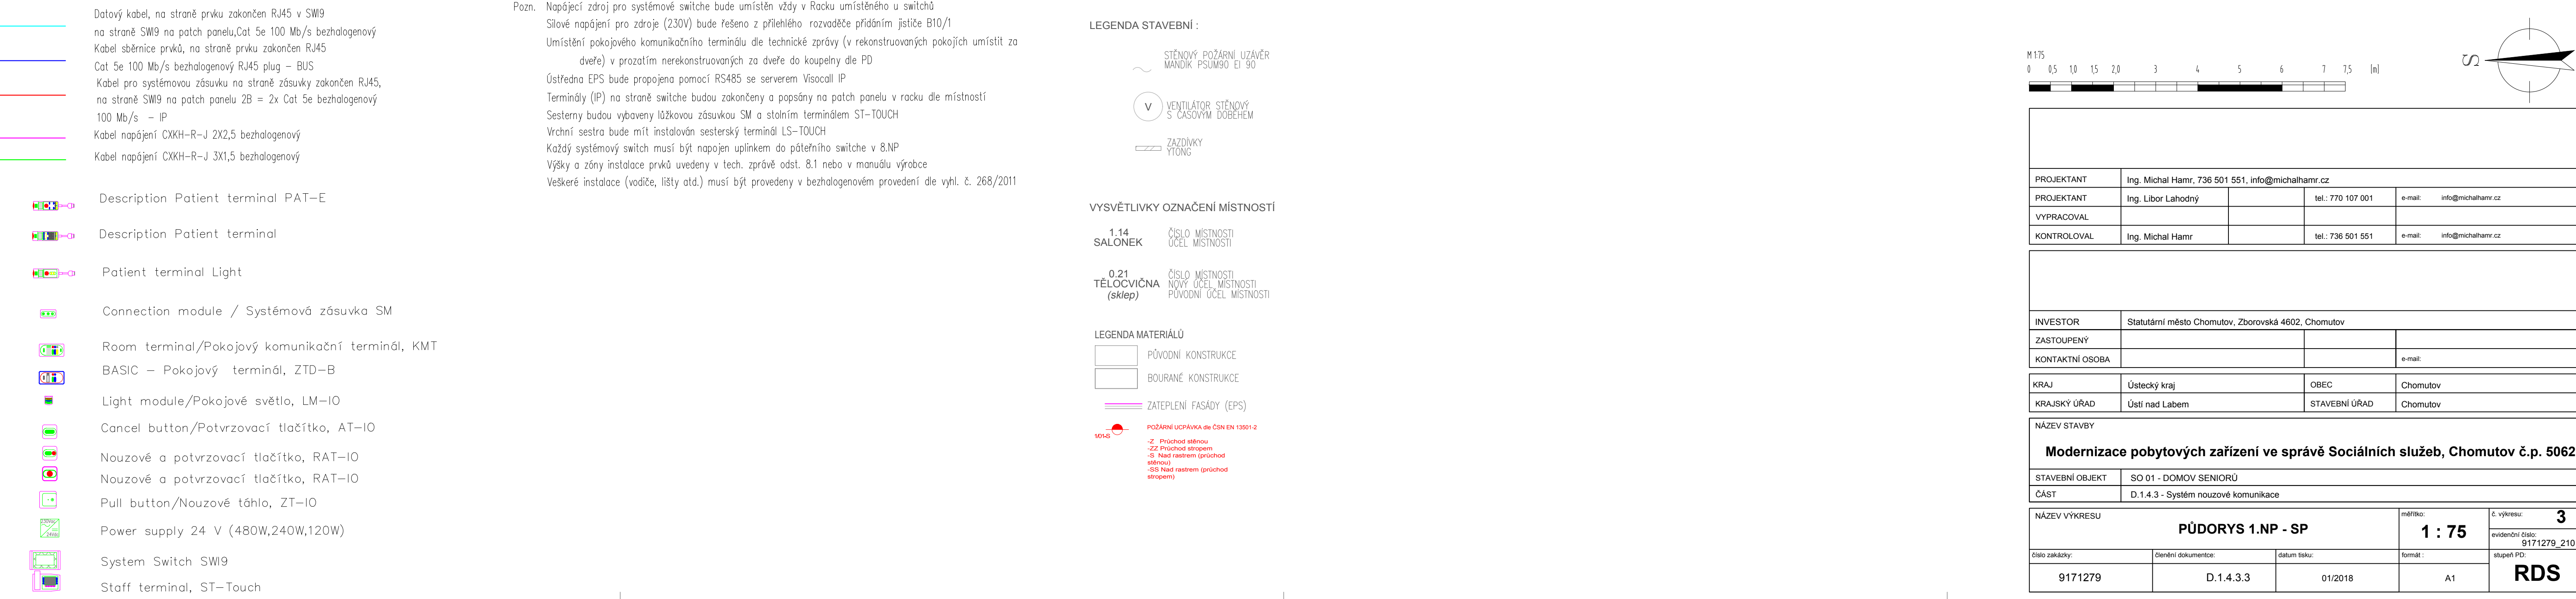 Datový kabel, na straně prvku zakončen RJ45 v SWI9
na straně SWI9 na patch panelu,Cat 5e 100 Mb/s bezhalogenový
Kabel sběrnice prvků, na straně prvku zakončen RJ45
Cat 5e 100 Mb/s bezhalogenový RJ45 plug - BUS
Kabel pro systémovou zásuvku na straně zásuvky zakončen RJ45,
na straně SWI9 na patch panelu 2B = 2x Cat 5e bezhalogenový
100 Mb/s - IP
Kabel napájení CXKH-R-J 2X2,5 bezhalogenový
Kabel napájení CXKH-R-J 3X1,5 bezhalogenový
Description Patient terminal PAT-E
Description Patient terminal
Patient terminal Light
Connection module / Systémová zásuvka SM
Room terminal/Pokojový komunikační terminál, KMT
BASIC - Pokojový terminál, ZTD-B
Light module/Pokojové světlo, LM-IO
Cancel button/Potvrzovací tlačítko, AT-IO
Nouzové a potvrzovací tlačítko, RAT-IO
Nouzové a potvrzovací tlačítko, RAT-IO
Pull button/Nouzové táhlo, ZT-IO
Power supply 24 V (480W,240W,120W)
System Switch SWI9
Staff terminal, ST-Touch
Pozn. Napájecí zdroj pro systémové switche bude umístěn vždy v Racku umístěného u switchů
Silové napájení pro zdroje (230V) bude řešeno z přilehlého rozvaděče přidáním jističe B10/1
Umístění pokojového komunikačního terminálu dle technické zprávy (v rekonstruovaných pokojích umístit za
dveře) v prozatím nerekonstruovaných za dveře do koupelny dle PD
Ústředna EPS bude propojena pomocí RS485 se serverem Visocall IP
Terminály (IP) na straně switche budou zakončeny a popsány na patch panelu v racku dle místností
Sesterny budou vybaveny lůžkovou zásuvkou SM a stolním terminálem ST-TOUCH
Vrchní sestra bude mít instalován sesterský terminál LS-TOUCH
Každý systémový switch musí být napojen uplinkem do páteřního switche v 8.NP
Výšky a zóny instalace prvků uvedeny v tech. zprávě odst. 8.1 nebo v manuálu výrobce
Veškeré instalace (vodiče, lišty atd.) musí být provedeny v bezhalogenovém provedení dle vyhl. č. 268/2011
LEGENDA STAVEBNÍ :
STĚNOVÝ POŽÁRNÍ UZÁVĚR
MANDÍK PSUM90 EI 90
V
VENTILÁTOR STĚNOVÝ
S ČASOVÝM DOBĚHEM
ZAZDÍVKY
YTONG
VYSVĚTLIVKY OZNAČENÍ MÍSTNOSTÍ
1.14
SALONEK
ČÍSLO MÍSTNOSTI
ÚČEL MÍSTNOSTI
0.21
TĚLOCVIČNA
(sklep)
ČÍSLO MÍSTNOSTI
NOVÝ ÚČEL MÍSTNOSTI
PŮVODNÍ ÚČEL MÍSTNOSTI
LEGENDA MATERIÁLŮ
PŮVODNÍ KONSTRUKCE
BOURANÉ KONSTRUKCE
ZATEPLENÍ FASÁDY (EPS)
1/01-S
POŽÁRNÍ UCPÁVKA dle ČSN EN 13501-2
-Z Průchod stěnou
-ZZ Průchod stropem
-S Nad rastrem (průchod
stěnou)
-SS Nad rastrem (průchod
stropem)
M 1:75
0 0,5 1,0 1,5 2,0 3 4 5 6 7 7,5 [m]
S
PROJEKTANT Ing. Michal Hamr, 736 501 551, info@michalhamr.cz
PROJEKTANT Ing. Libor Lahodný tel.: 770 107 001 e-mail: info@michalhamr.cz
VYPRACOVAL
KONTROLOVAL Ing. Michal Hamr tel.: 736 501 551 e-mail: info@michalhamr.cz
INVESTOR Statutární město Chomutov, Zborovská 4602, Chomutov
ZASTOUPENÝ
KONTAKTNÍ OSOBA e-mail:
KRAJ Ústecký kraj OBEC Chomutov
KRAJSKÝ ÚŘAD Ústí nad Labem STAVEBNÍ ÚŘAD Chomutov
NÁZEV STAVBY
Modernizace pobytových zařízení ve správě Sociálních služeb, Chomutov č.p. 5062
STAVEBNÍ OBJEKT SO 01 - DOMOV SENIORŮ
ČÁST D.1.4.3 - Systém nouzové komunikace
NÁZEV VÝKRESU
PŮDORYS 1.NP - SP
měřítko:
1 : 75
č. výkresu: 3
evidenční číslo:
9171279_210
číslo zakázky: členění dokumentce: datum tisku: formát : stupeň PD:
9171279 D.1.4.3.3 01/2018 A1 RDS